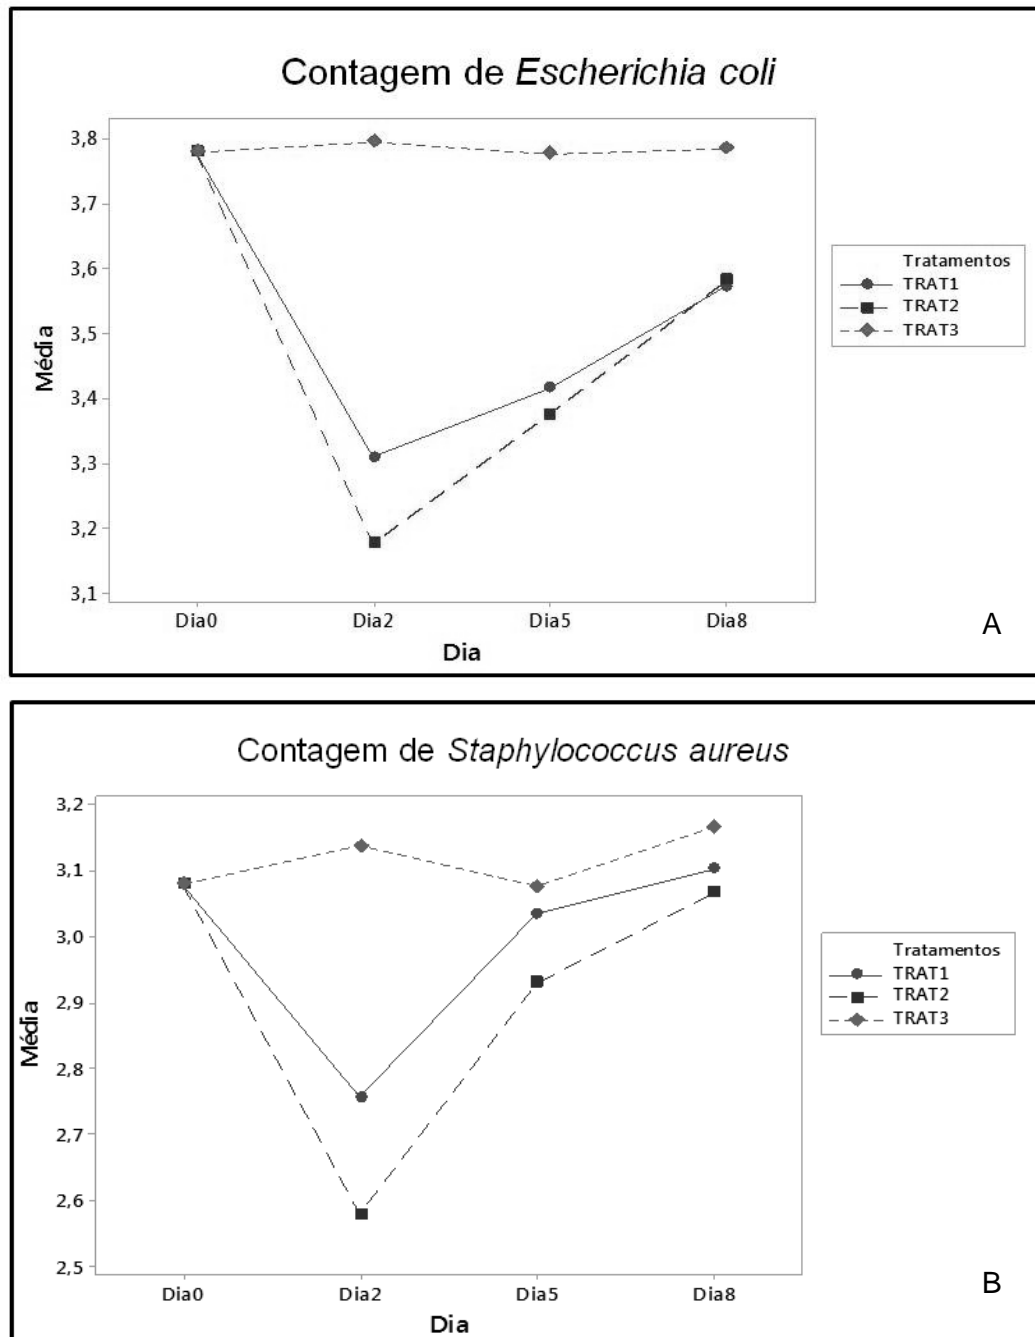 Contagem de Escherichia coli
3,8
3,7
3,6
3,5
3,4
3,3
3,2
3,1
Média
Dia0 Dia2 Dia5 Dia8
Dia
Tratamentos
TRAT1
TRAT2
TRAT3
A
Contagem de Staphylococcus aureus
3,2
3,1
3,0
2,9
2,8
2,7
2,6
2,5
Média
Dia0 Dia2 Dia5 Dia8
Dia
Tratamentos
TRAT1
TRAT2
TRAT3
B